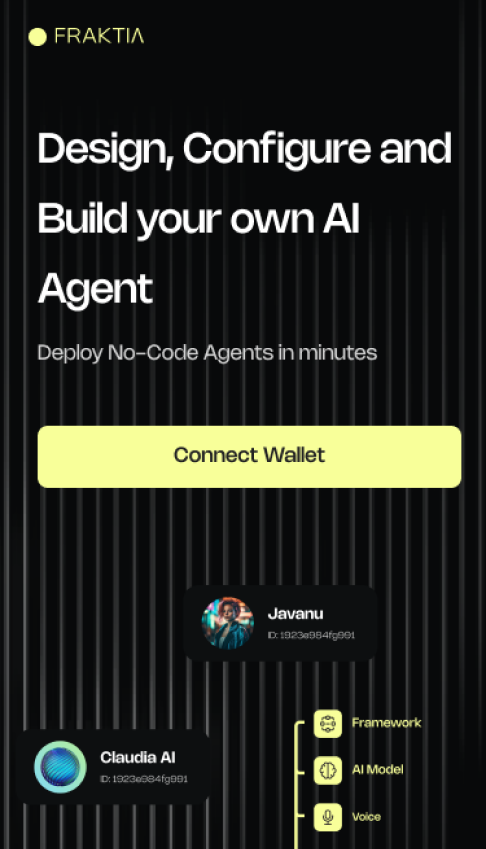 FRAKTIA
Design, Configure and
Build your own AI
Agent
Deploy No-Code Agents in minutes
Connect Wallet
Javanu
ID: 1923e984fg991
Framework
Claudia AI
ID: 1923e984fg991
AI Model
Voice